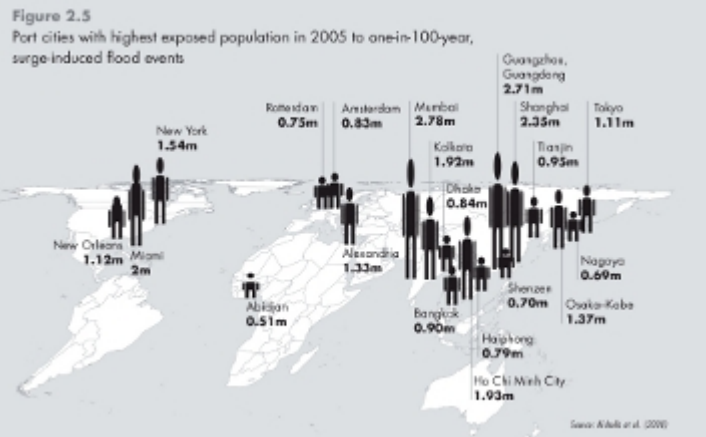 Figure 2.5
Port cities with highest exposed population in 2005 to one-in-100-year,
surge-induced flood events
Guangzhou,
Guangdong
2.71m
Rotterdam
0.75m
Amsterdam
0.83m
Mumbai
2.78m
Shanghai
2.35m
Tokyo
1.11m
New York
1.54m
Kolkata
1.92m
Tianjin
0.95m
Dhaka
0.84m
New Orleans
1.12m
Miami
2m
Alexandria
1.33m
Nagoya
0.69m
Shenzen
0.70m
Abidjan
0.51m
Bangkok
0.90m
Osaka-Kobe
1.37m
Haiphong
0.79m
Ho Chi Minh City
1.93m
Source: et al. (2008)